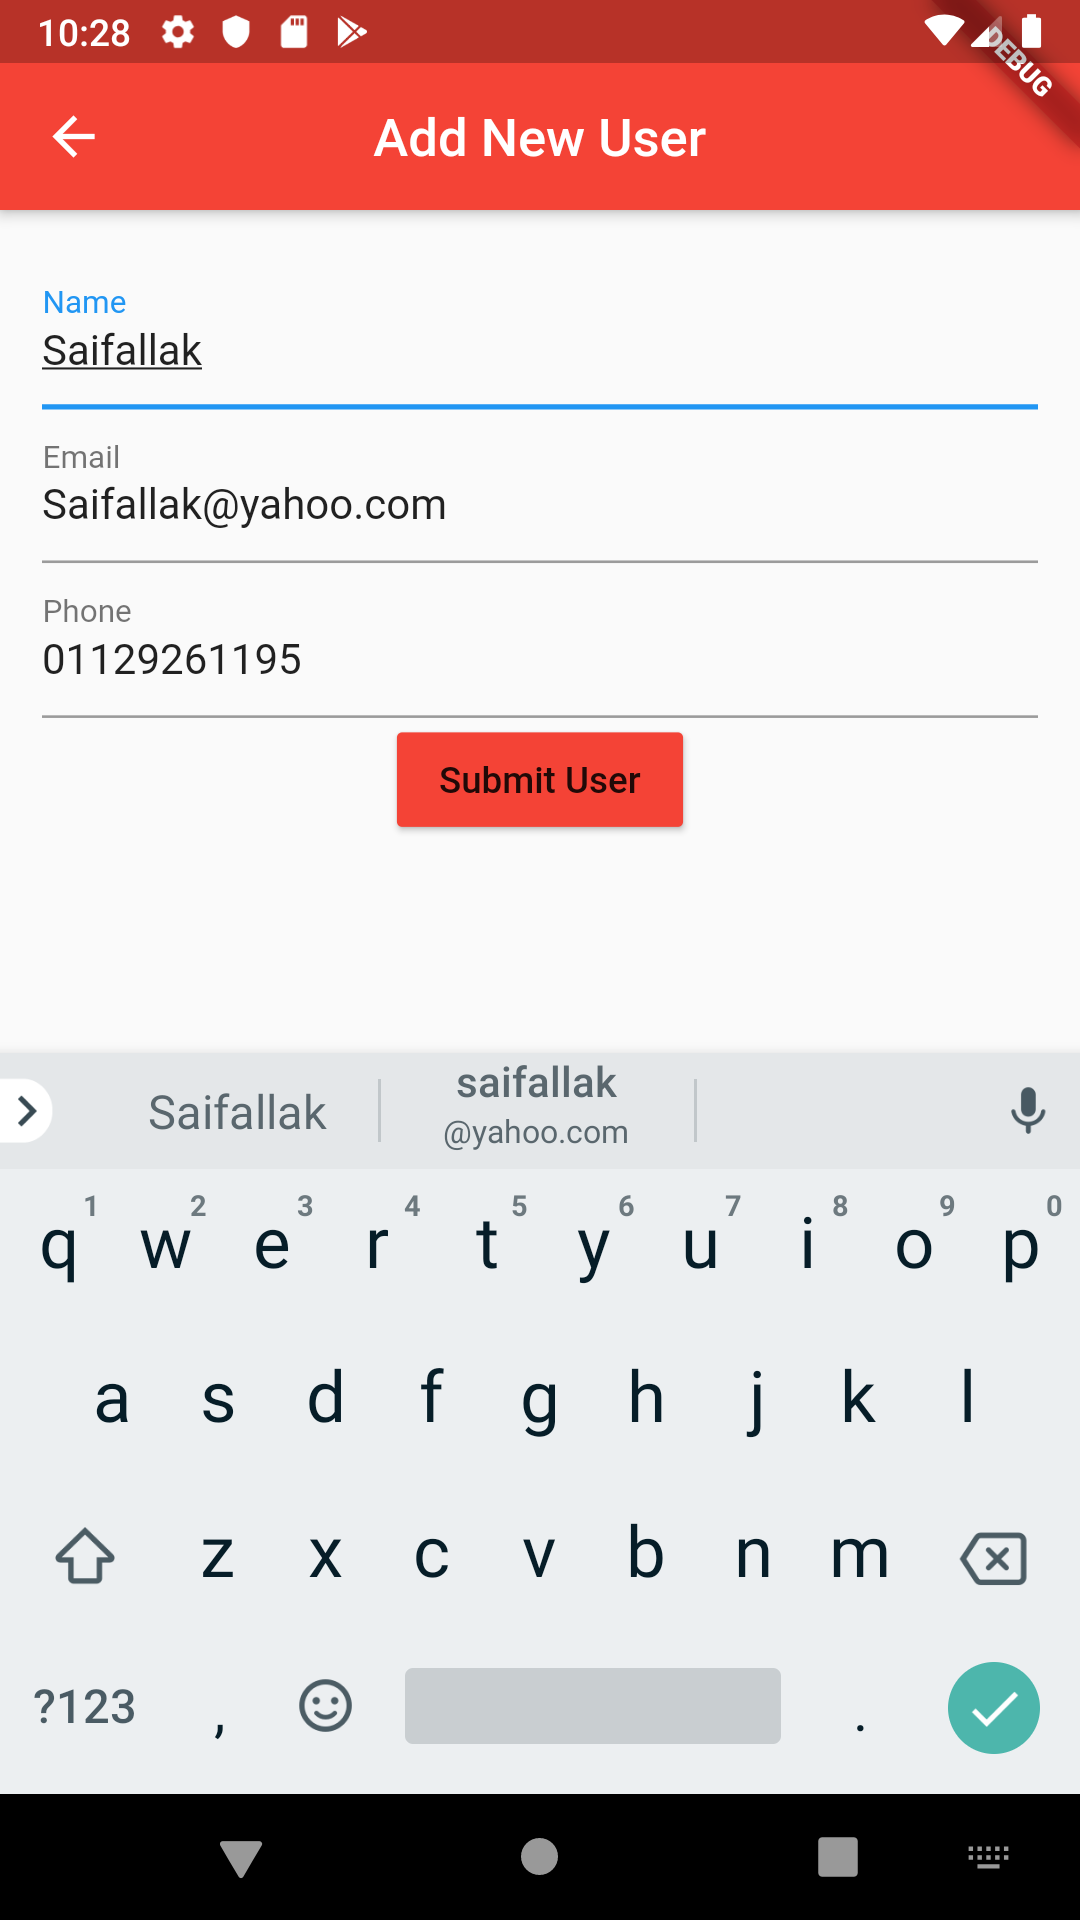 10:28
DEBUG
Add New User
Name
Saifallak
Email
Saifallak@yahoo.com
Phone
01129261195
Submit User
Saifallak
saifallak
@yahoo.com
1 2 3 4 5 6 7 8 9 0
q w e r t y u i o p
a s d f g h j k l
z x c v b n m
?123 , .